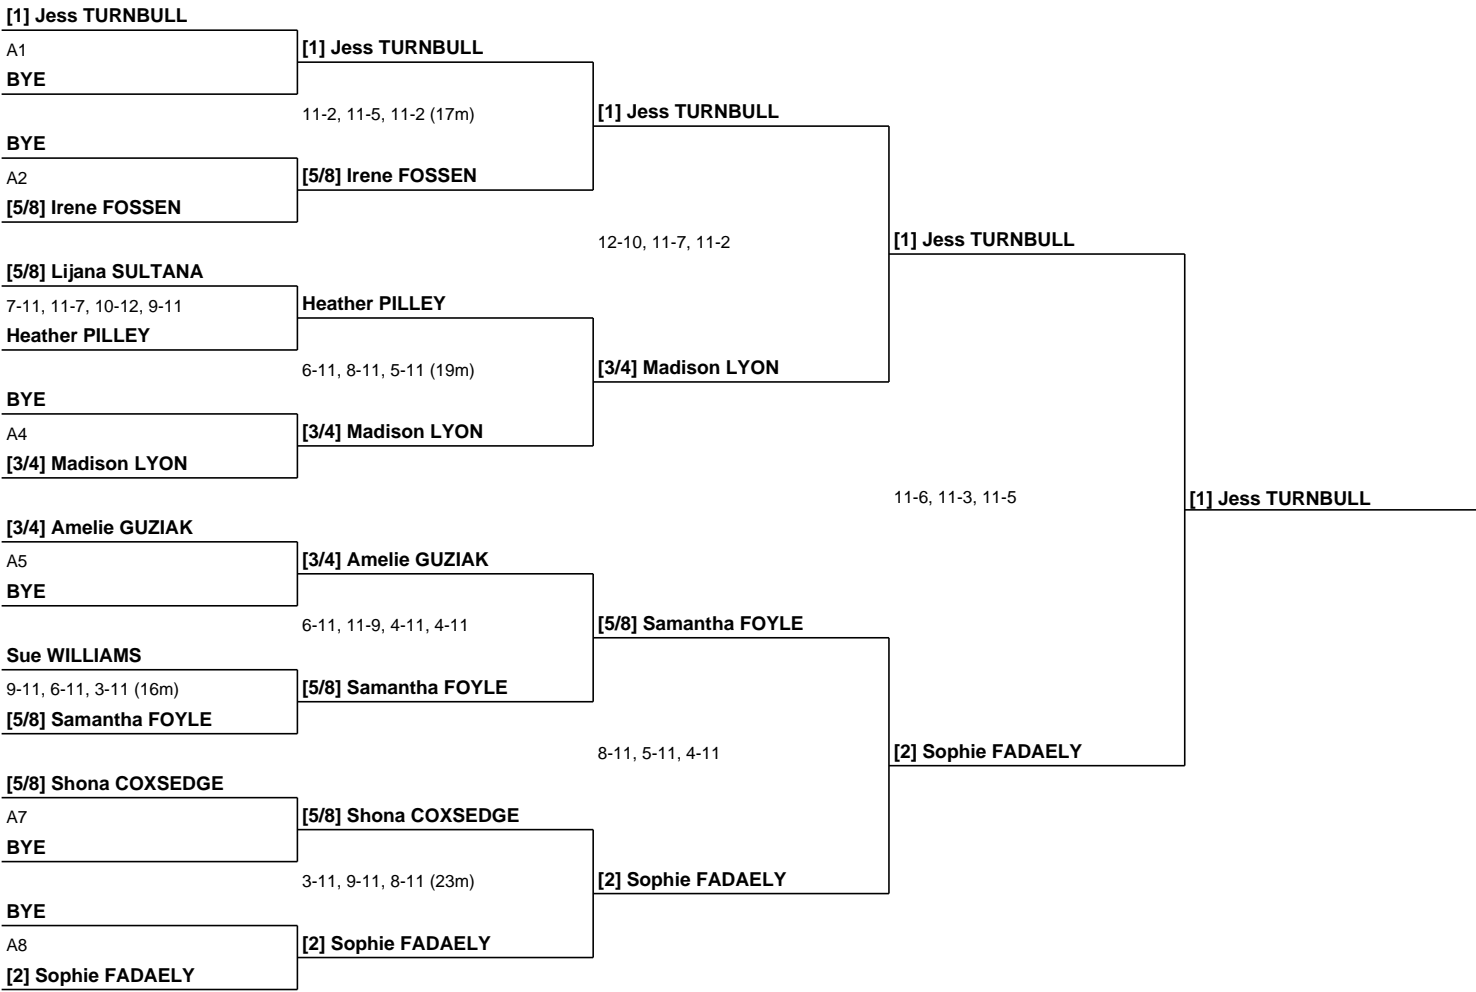 [1] Jess TURNBULL
A1
BYE
[1] Jess TURNBULL
11-2, 11-5, 11-2 (17m)
[1] Jess TURNBULL
BYE
A2
[5/8] Irene FOSSEN
[5/8] Irene FOSSEN
12-10, 11-7, 11-2
[1] Jess TURNBULL
[5/8] Lijana SULTANA
7-11, 11-7, 10-12, 9-11
Heather PILLEY
Heather PILLEY
6-11, 8-11, 5-11 (19m)
[3/4] Madison LYON
BYE
A4
[3/4] Madison LYON
[3/4] Madison LYON
11-6, 11-3, 11-5
[1] Jess TURNBULL
[3/4] Amelie GUZIAK
A5
BYE
[3/4] Amelie GUZIAK
6-11, 11-9, 4-11, 4-11
[5/8] Samantha FOYLE
Sue WILLIAMS
9-11, 6-11, 3-11 (16m)
[5/8] Samantha FOYLE
[5/8] Samantha FOYLE
8-11, 5-11, 4-11
[2] Sophie FADAELY
[5/8] Shona COXSEDGE
A7
BYE
[5/8] Shona COXSEDGE
3-11, 9-11, 8-11 (23m)
[2] Sophie FADAELY
BYE
A8
[2] Sophie FADAELY
[2] Sophie FADAELY